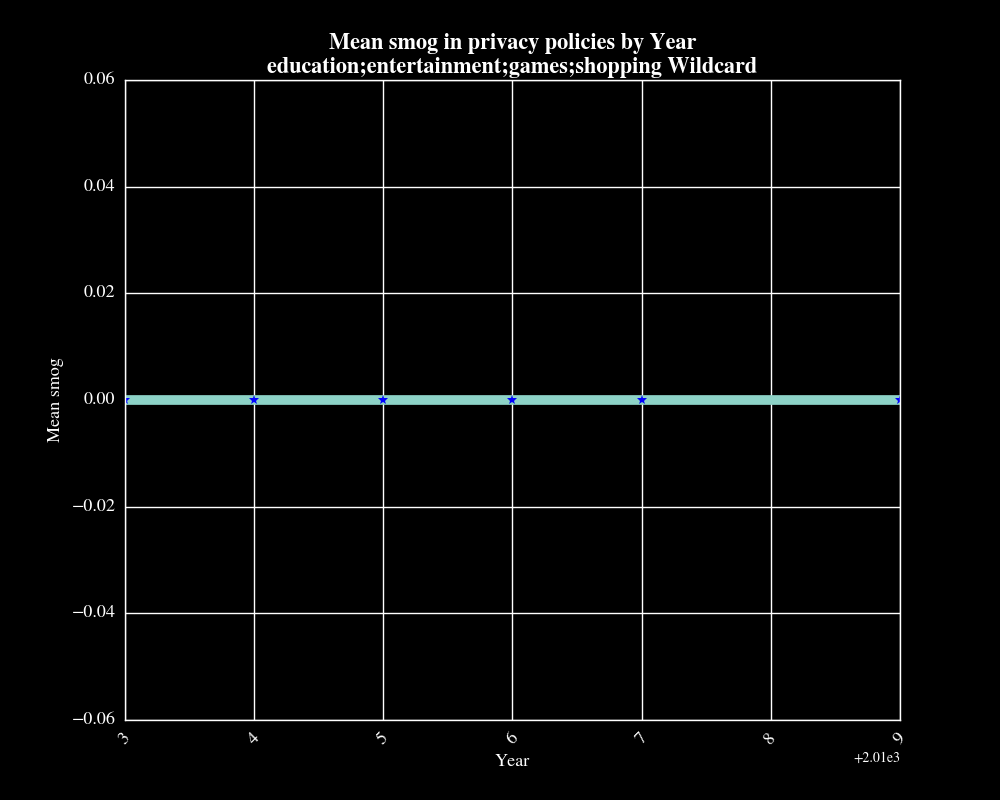 Mean smog in privacy policies by Year
education;entertainment;games;shopping Wildcard
0.06
0.04
0.02
0.00
−0.02
−0.04
−0.06
Mean smog
3 4 5 6 7 8 9
Year
+2.01e3